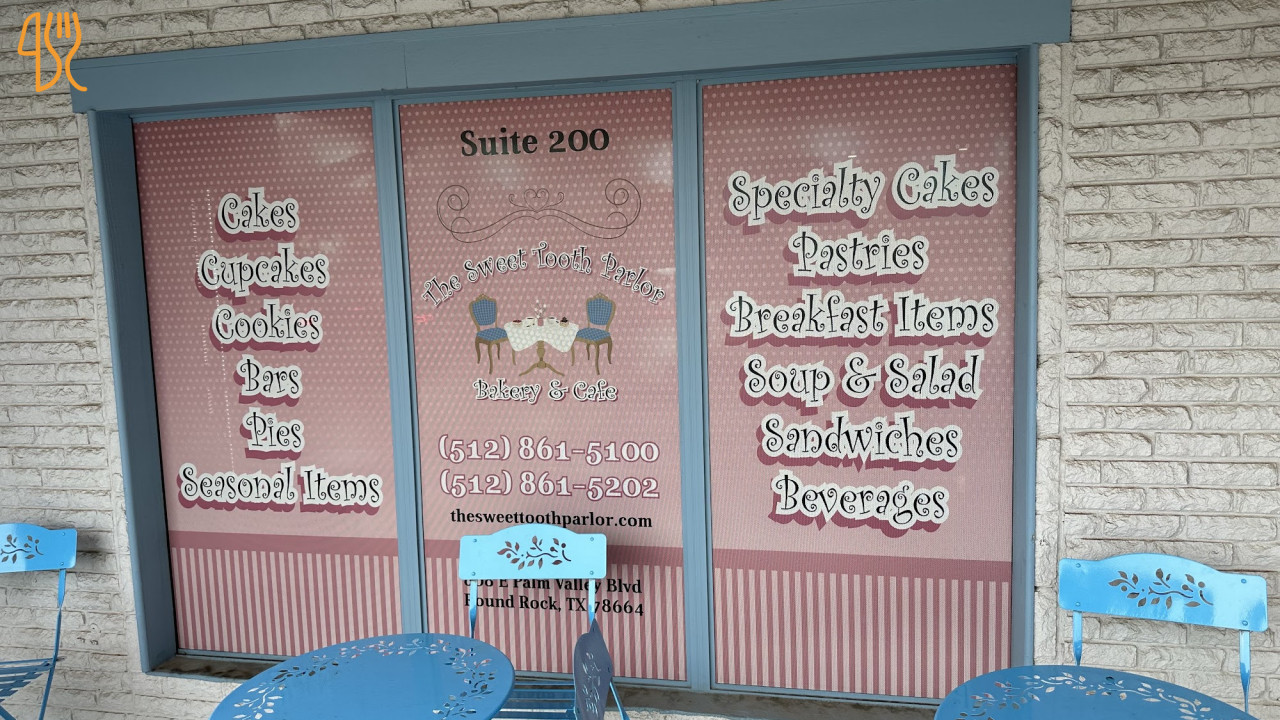 Cakes
Cupcakes
Cookies
Bars
Pies
Seasonal Items
Suite 200
The Sweet Tooth Parlor
Bakery & Cafe
(512) 861-5100
(512) 861-5202
thesweettoothparlor.com
E Palm Valley Blvd
Round Rock, TX 78664
Specialty Cakes
Pastries
Breakfast Items
Soup & Salad
Sandwiches
Beverages